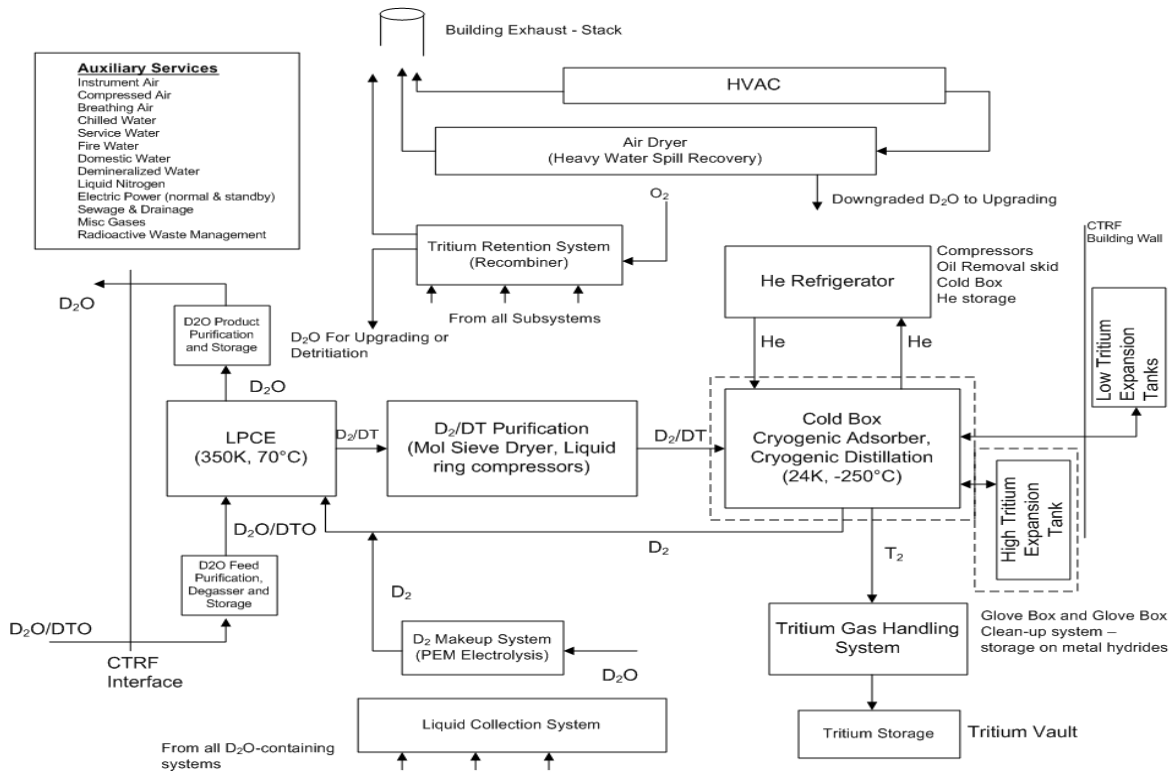 Building Exhaust - Stack
Auxiliary Services
Instrument Air
Compressed Air
Breathing Air
Chilled Water
Service Water
Fire Water
Domestic Water
Demineralized Water
Liquid Nitrogen
Electric Power (normal & standby)
Sewage & Drainage
Misc Gases
Radioactive Waste Management
HVAC
Air Dryer
(Heavy Water Spill Recovery)
O₂
Downgraded D₂O to Upgrading
CTRF
Building Wall
Tritium Retention System
(Recombiner)
From all Subsystems
D₂O For Upgrading or
Detritiation
He Refrigerator
Compressors
Oil Removal skid
Cold Box
He storage
He
He
D₂O
D2O Product
Purification
and Storage
D₂O
LPCE
(350K, 70°C)
D₂/DT
D₂/DT Purification
(Mol Sieve Dryer, Liquid
ring compressors)
D₂/DT
Cold Box
Cryogenic Adsorber,
Cryogenic Distillation
(24K, -250°C)
Low Tritium
Expansion
Tanks
High Tritium
Expansion
Tank
D₂O/DTO
D2O Feed
Purification,
Degasser and
Storage
D₂O/DTO
CTRF
Interface
D₂
D₂
T₂
D₂ Makeup System
(PEM Electrolysis)
D₂O
Tritium Gas Handling
System
Glove Box and Glove Box
Clean-up system –
storage on metal hydrides
Liquid Collection System
From all D₂O-containing
systems
Tritium Storage
Tritium Vault